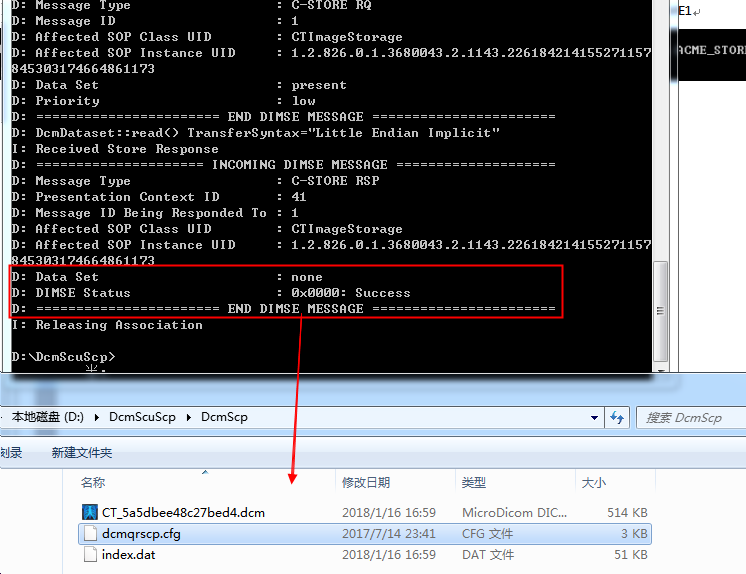 D: Message Type : C-STORE RQ
D: Message ID : 1
D: Affected SOP Class UID : CTImageStorage
D: Affected SOP Instance UID : 1.2.826.0.1.3680043.2.1143.226184214155271157
845303174664861173
D: Data Set : present
D: Priority : low
D: ======================= END DIMSE MESSAGE =======================
D: DcmDataset::read() TransferSyntax="Little Endian Implicit"
I: Received Store Response
D: ===================== INCOMING DIMSE MESSAGE ====================
D: Message Type : C-STORE RSP
D: Presentation Context ID : 41
D: Message ID Being Responded To : 1
D: Affected SOP Class UID : CTImageStorage
D: Affected SOP Instance UID : 1.2.826.0.1.3680043.2.1143.226184214155271157
845303174664861173
D: Data Set : none
D: DIMSE Status : 0x0000: Success
D: ======================= END DIMSE MESSAGE =======================
I: Releasing Association
D:\DcmScuScp>
半:
E1
ACME_STORE
本地磁盘 (D:) DcmScuScp DcmScp
搜索 DcmScp
刻录 新建文件夹
名称 修改日期 类型 大小
CT_5a5dbee48c27bed4.dcm 2018/1/16 16:59 MicroDicom DIC... 514 KB
dcmqrscp.cfg 2017/7/14 23:41 CFG 文件 3 KB
index.dat 2018/1/16 16:59 DAT 文件 51 KB